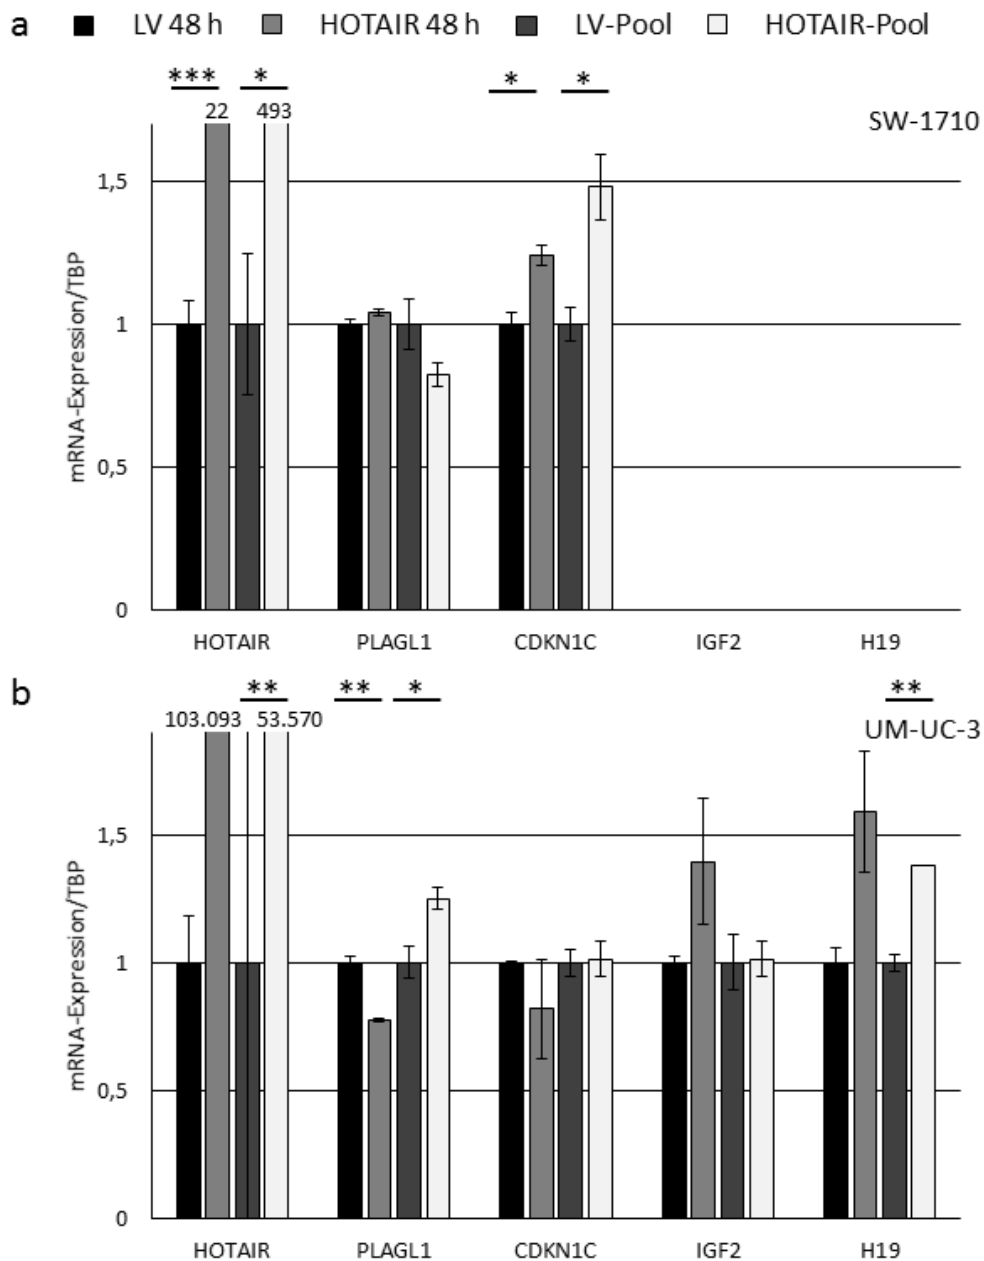 a LV 48 h HOTAIR 48 h LV-Pool HOTAIR-Pool
*** * * *
22 493
SW-1710
mRNA-Expression/TBP
1,5
1
0,5
0
HOTAIR PLAGL1 CDKN1C IGF2 H19
b ** ** * **
103.093 53.570
UM-UC-3
mRNA-Expression/TBP
1,5
1
0,5
0
HOTAIR PLAGL1 CDKN1C IGF2 H19